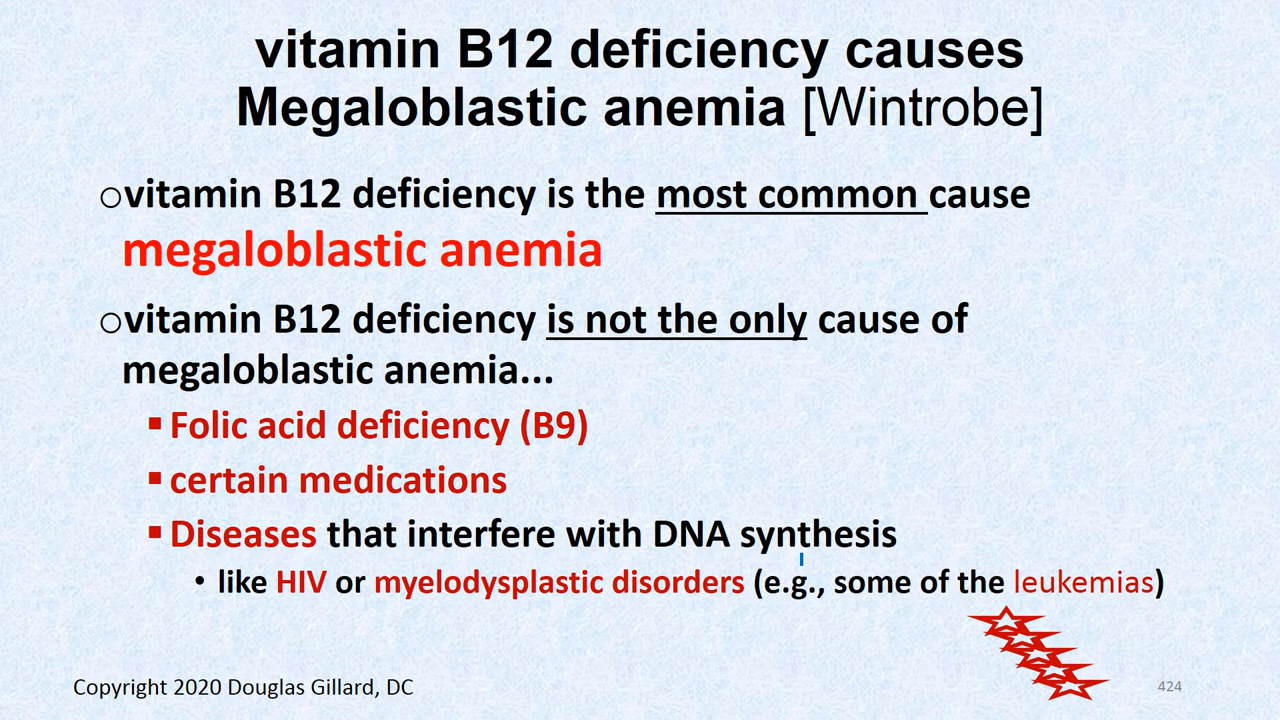 vitamin B12 deficiency causes
Megaloblastic anemia [Wintrobe]
○vitamin B12 deficiency is the most common cause
megaloblastic anemia
○vitamin B12 deficiency is not the only cause of
megaloblastic anemia...
▪Folic acid deficiency (B9)
▪certain medications
▪Diseases that interfere with DNA synthesis
• like HIV or myelodysplastic disorders (e.g., some of the leukemias)
Copyright 2020 Douglas Gillard, DC
424